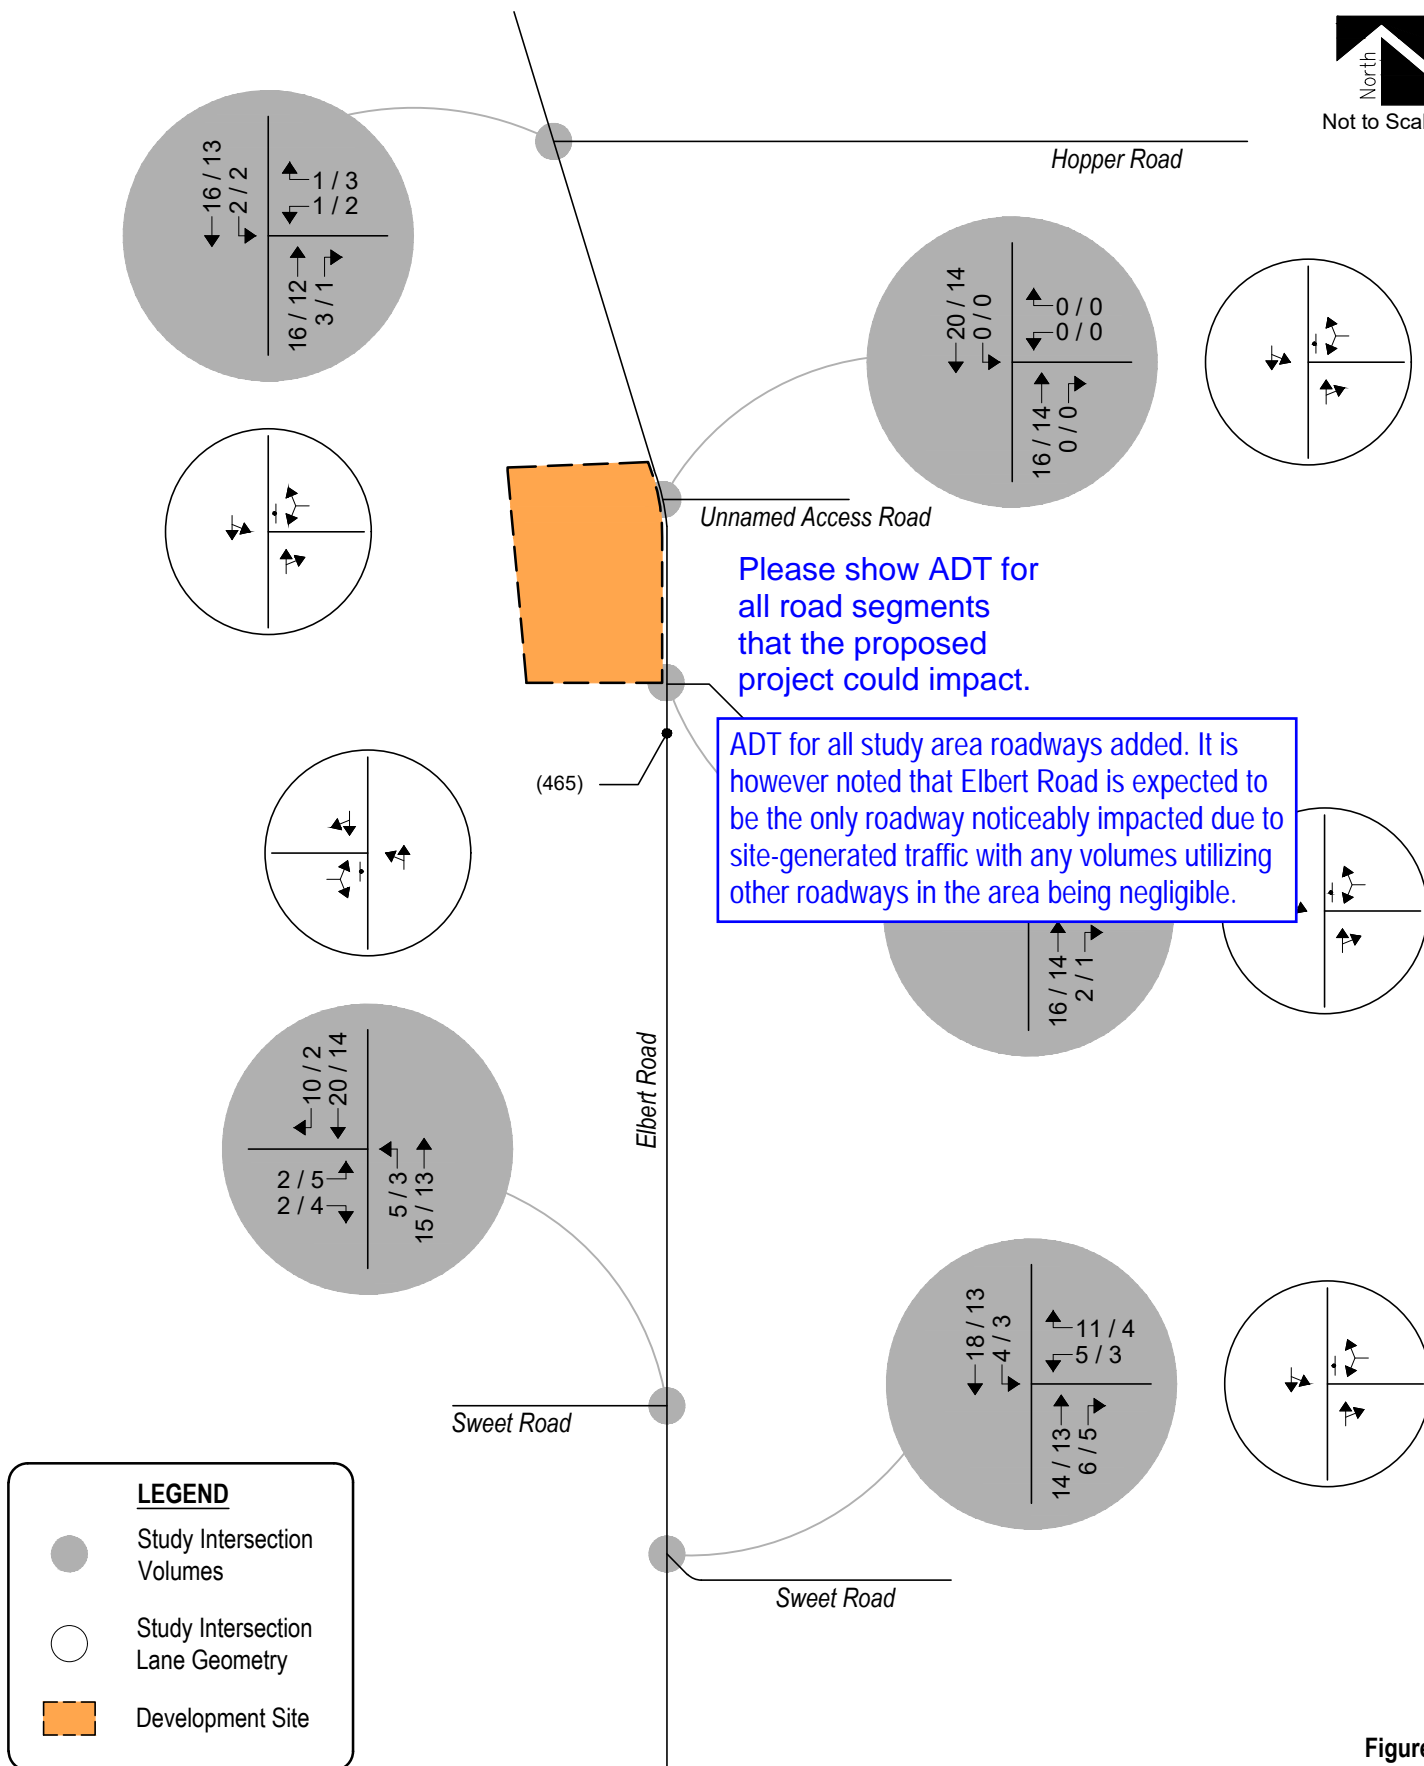 North
Not to Scal
Hopper Road
16 / 13
2 / 2
1 / 3
1 / 2
16 / 12
3 / 1
20 / 14
0 / 0
0 / 0
0 / 0
16 / 14
0 / 0
Unnamed Access Road
Please show ADT for
all road segments
that the proposed
project could impact.
ADT for all study area roadways added. It is
however noted that Elbert Road is expected to
be the only roadway noticeably impacted due to
site-generated traffic with any volumes utilizing
other roadways in the area being negligible.
(465)
16 / 14
2 / 1
Elbert Road
10 / 2
20 / 14
2 / 5
2 / 4
5 / 3
15 / 13
18 / 13
4 / 3
11 / 4
5 / 3
14 / 13
6 / 5
Sweet Road
Sweet Road
LEGEND
Study Intersection
Volumes
Study Intersection
Lane Geometry
Development Site
Figure